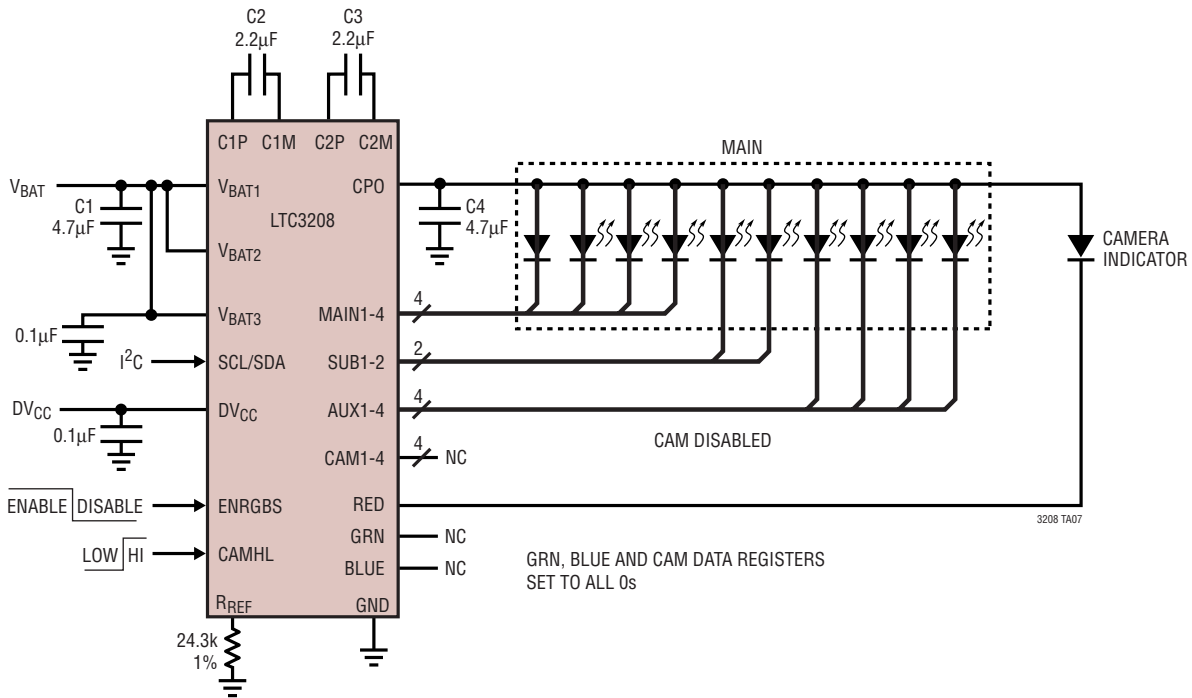 C2
2.2µF
C3
2.2µF
C1P C1M C2P C2M
MAIN
VBAT
VBAT1
CPO
C1
4.7µF
LTC3208
C4
4.7µF
VBAT2
CAMERA
INDICATOR
0.1µF
VBAT3
MAIN1-4
4
I2C
SCL/SDA
SUB1-2
2
DVCC
DVCC
AUX1-4
4
0.1µF
CAM DISABLED
CAM1-4
4
NC
ENABLE DISABLE
ENRGBS
RED
3208 TA07
GRN
NC
LOW HI
CAMHL
BLUE
NC
GRN, BLUE AND CAM DATA REGISTERS
SET TO ALL 0s
RREF
GND
24.3k
1%